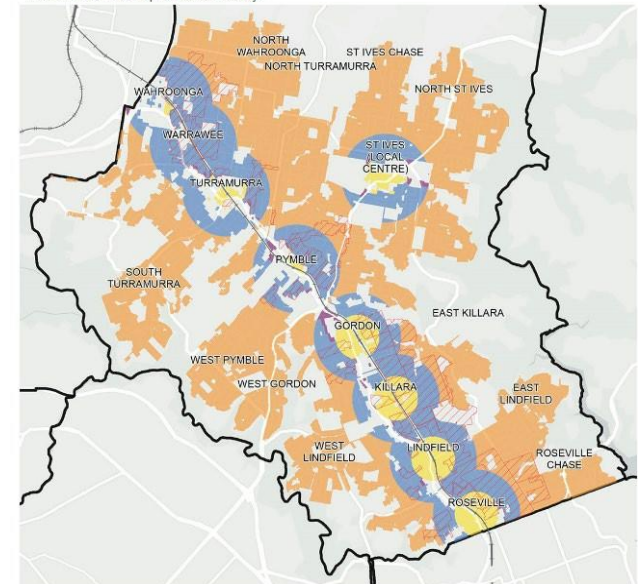 NORTH
WAHROONGA
ST IVES CHASE
NORTH TURRAMURRA
NORTH ST IVES
WAHROONGA
WARRAWEE
ST IVES
(LOCAL
CENTRE)
TURRAMURRA
PYMBLE
SOUTH
TURRAMURRA
EAST KILLARA
GORDON
WEST PYMBLE
WEST GORDON
KILLARA
EAST
LINDFIELD
WEST
LINDFIELD
LINDFIELD
ROSEVILLE
CHASE
ROSEVILLE